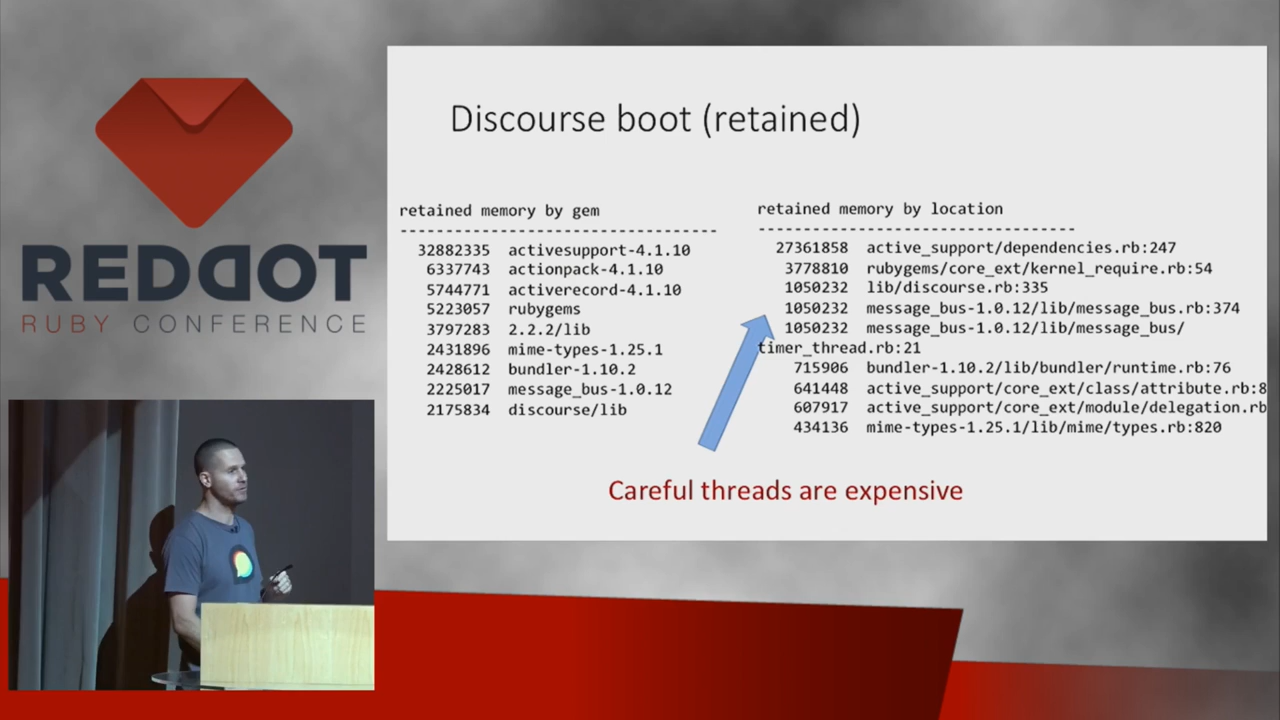 REDDOT
RUBY CONFERENCE
Discourse boot (retained)
retained memory by gem
-----------------------------------
32882335 activesupport-4.1.10
6337743 actionpack-4.1.10
5744771 activerecord-4.1.10
5223057 rubygems
3797283 2.2.2/lib
2431896 mime-types-1.25.1
2428612 bundler-1.10.2
2225017 message_bus-1.0.12
2175834 discourse/lib
retained memory by location
-----------------------------------
27361858 active_support/dependencies.rb:247
3778810 rubygems/core_ext/kernel_require.rb:54
1050232 lib/discourse.rb:335
1050232 message_bus-1.0.12/lib/message_bus.rb:374
1050232 message_bus-1.0.12/lib/message_bus/
timer_thread.rb:21
715906 bundler-1.10.2/lib/bundler/runtime.rb:76
641448 active_support/core_ext/class/attribute.rb:8
607917 active_support/core_ext/module/delegation.rb
434136 mime-types-1.25.1/lib/mime/types.rb:820
Careful threads are expensive